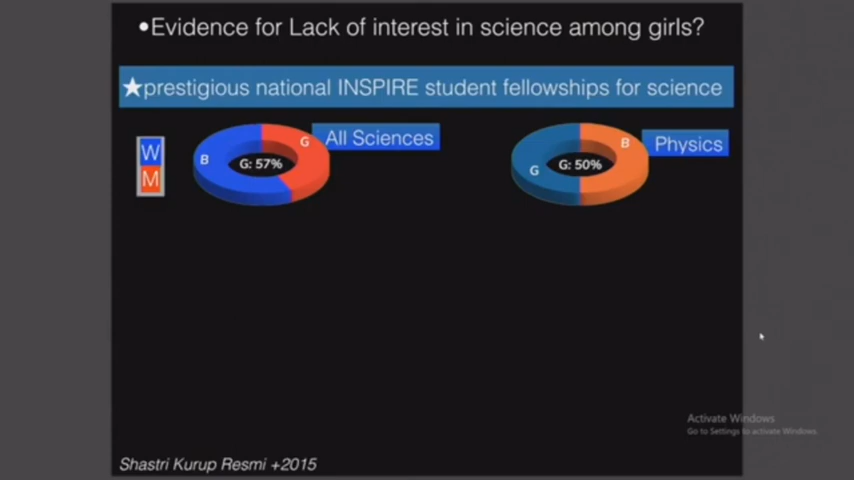 •Evidence for Lack of interest in science among girls?
★prestigious national INSPIRE student fellowships for science
W
M
B
G: 57%
G
All Sciences
G
G: 50%
B
Physics
Activate Windows
Go to Settings to activate Windows.
Shastri Kurup Resmi +2015